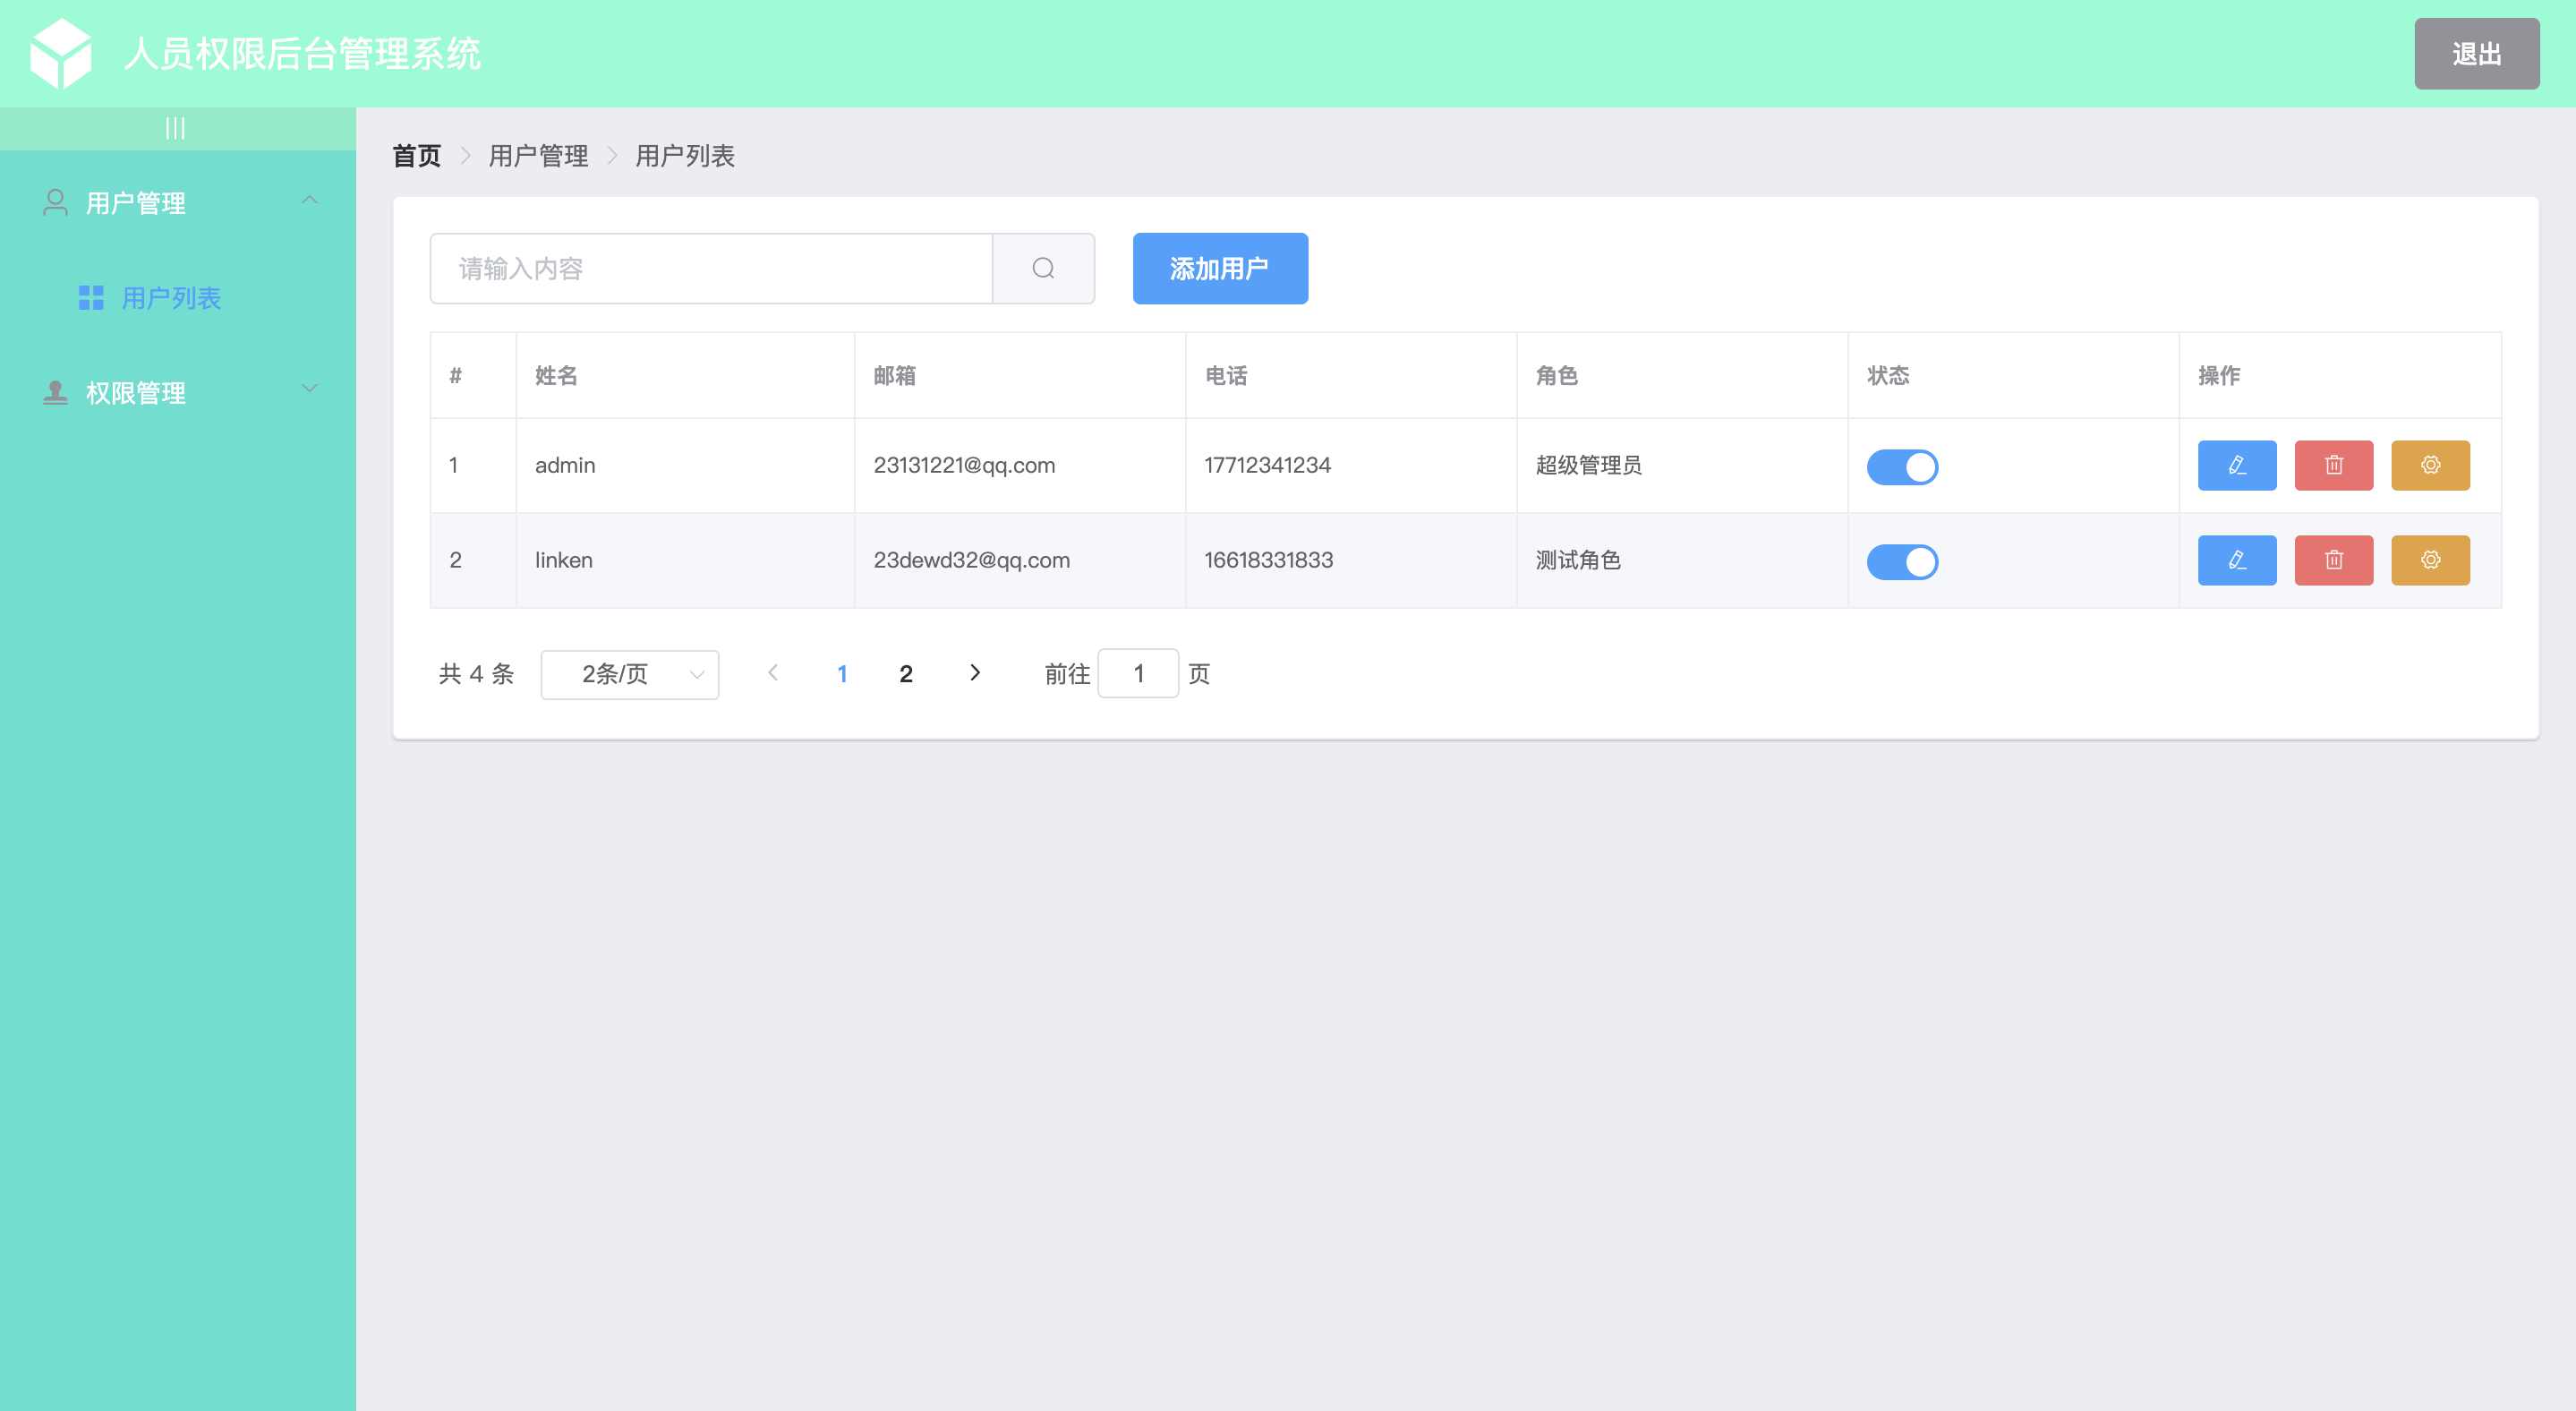 人员权限后台管理系统
退出
|||
用户管理
用户列表
权限管理
首页 > 用户管理 > 用户列表
请输入内容
添加用户
# 姓名 邮箱 电话 角色 状态 操作
1 admin 23131221@qq.com 17712341234 超级管理员
2 linken 23dewd32@qq.com 16618331833 测试角色
共 4 条 2条/页 1 2 前往 1 页